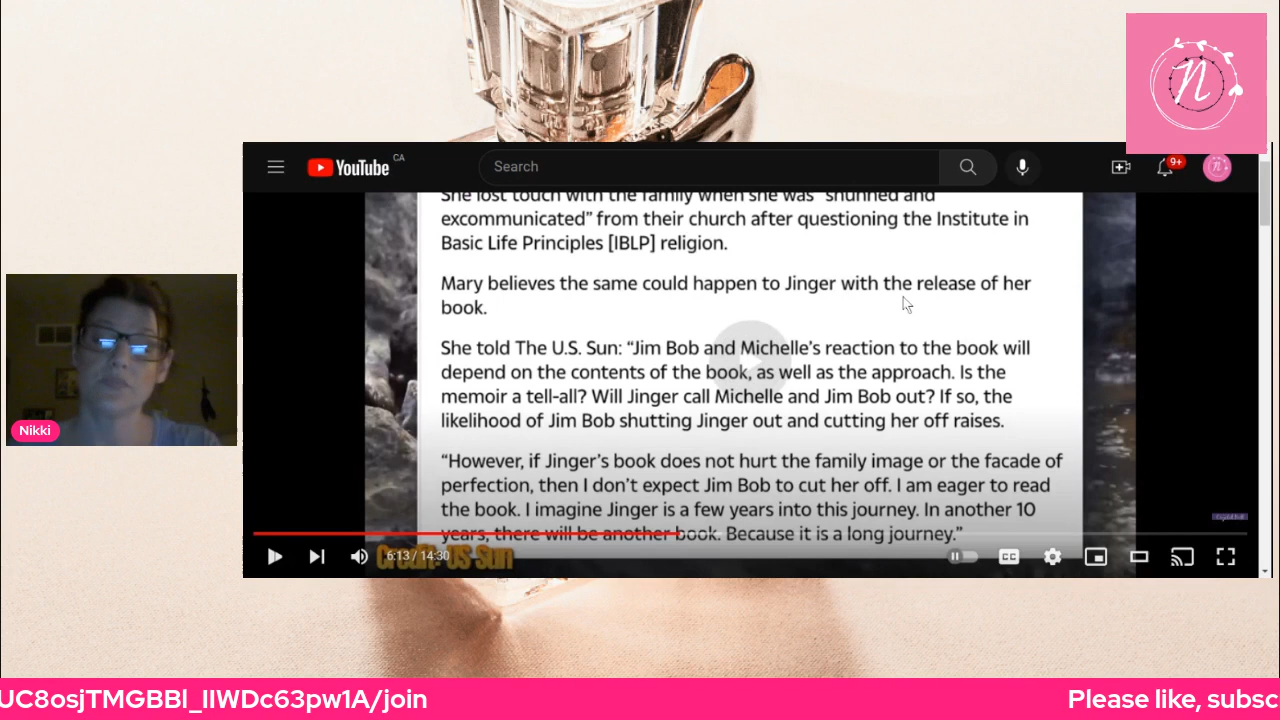 n
CA
YouTube
Search
9+
n
She lost touch with the family when she was "shunned and
excommunicated" from their church after questioning the Institute in
Basic Life Principles [IBLP] religion.
Mary believes the same could happen to Jinger with the release of her
book.
She told The U.S. Sun: "Jim Bob and Michelle's reaction to the book will
depend on the contents of the book, as well as the approach. Is the
memoir a tell-all? Will Jinger call Michelle and Jim Bob out? If so, the
likelihood of Jim Bob shutting Jinger out and cutting her off raises.
"However, if Jinger's book does not hurt the family image or the facade of
perfection, then I don't expect Jim Bob to cut her off. I am eager to read
the book. I imagine Jinger is a few years into this journey. In another 10
years, there will be another book. Because it is a long journey."
Nikki
6:13 / 14:30
Credit: US Sun
CC
UC8osjTMGBBl_IIWDc63pw1A/join
Please like, subsc